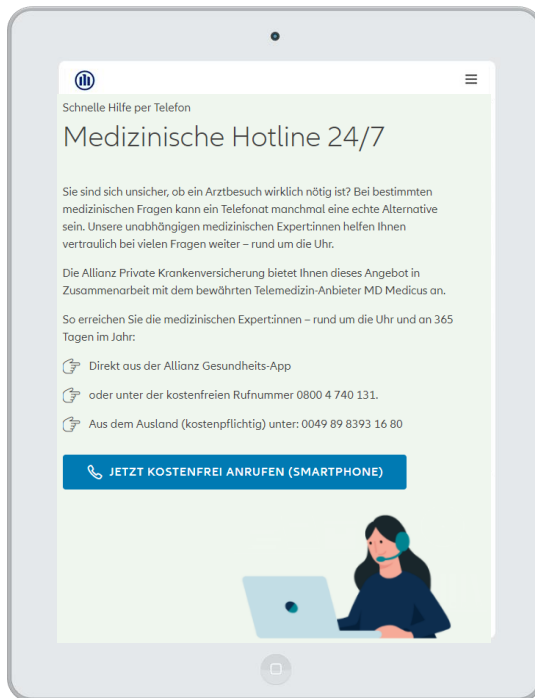 Schnelle Hilfe per Telefon
Medizinische Hotline 24/7
Sie sind sich unsicher, ob ein Arztbesuch wirklich nötig ist? Bei bestimmten
medizinischen Fragen kann ein Telefonat manchmal eine echte Alternative
sein. Unsere unabhängigen medizinischen Expert:innen helfen Ihnen
vertraulich bei vielen Fragen weiter – rund um die Uhr.
Die Allianz Private Krankenversicherung bietet Ihnen dieses Angebot in
Zusammenarbeit mit dem bewährten Telemedizin-Anbieter MD Medicus an.
So erreichen Sie die medizinischen Expert:innen – rund um die Uhr und an 365
Tagen im Jahr:
Direkt aus der Allianz Gesundheits-App
oder unter der kostenfreien Rufnummer 0800 4 740 131.
Aus dem Ausland (kostenpflichtig) unter: 0049 89 8393 16 80
JETZT KOSTENFREI ANRUFEN (SMARTPHONE)